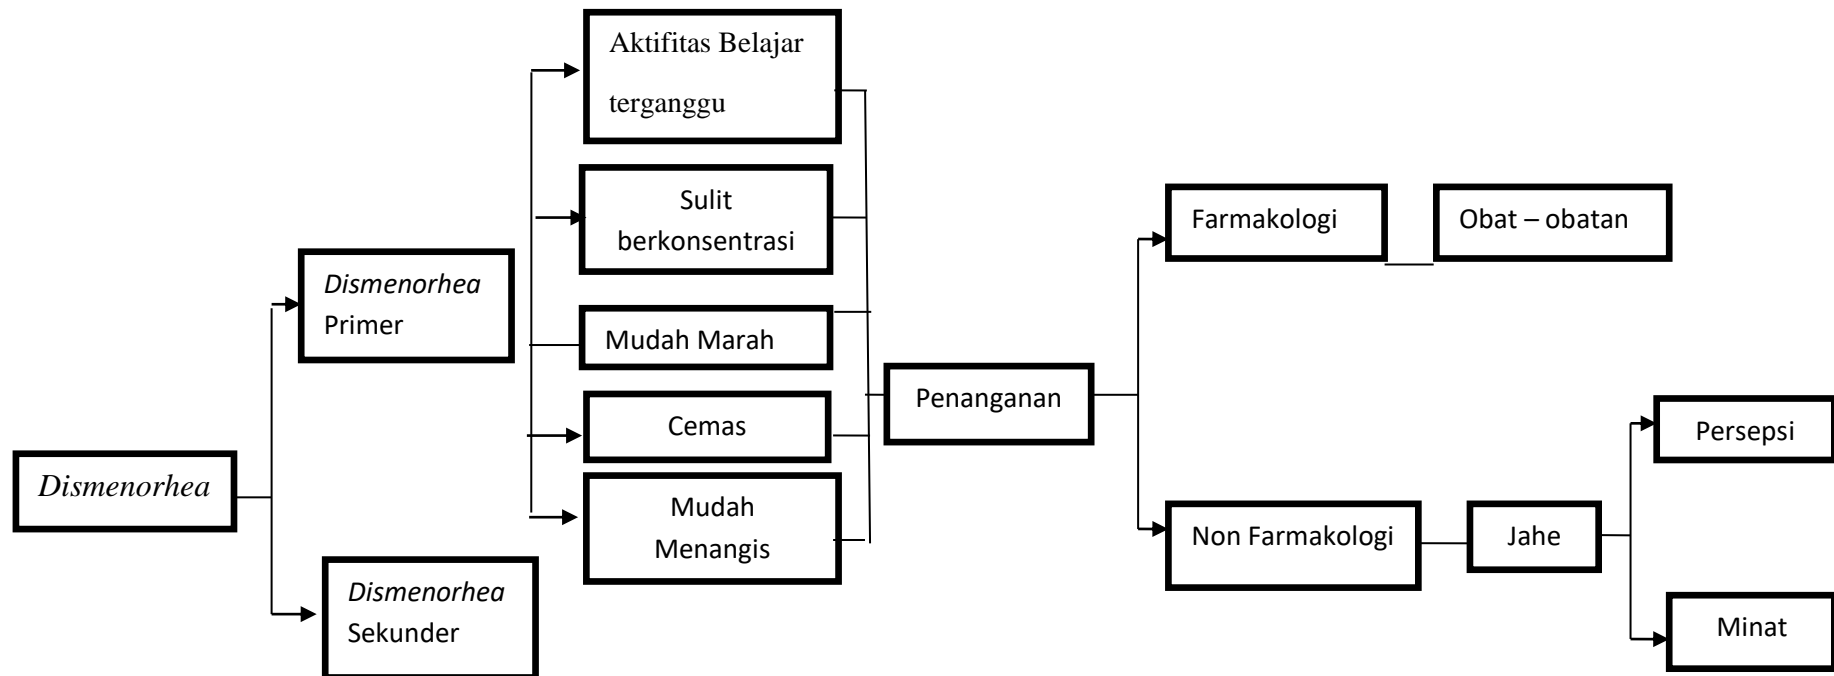 Dismenorhea
Dismenorhea
Primer
Dismenorhea
Sekunder
Aktifitas Belajar
terganggu
Sulit
berkonsentrasi
Mudah Marah
Cemas
Mudah
Menangis
Penanganan
Farmakologi
Obat – obatan
Non Farmakologi
Jahe
Persepsi
Minat